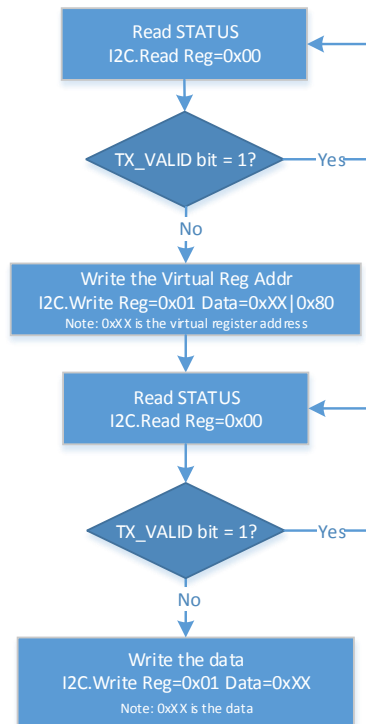 Read STATUS
I2C.Read Reg=0x00
TX_VALID bit = 1?
Yes
No
Write the Virtual Reg Addr
I2C.Write Reg=0x01 Data=0xXX|0x80
Note: 0xXX is the virtual register address
Read STATUS
I2C.Read Reg=0x00
TX_VALID bit = 1?
Yes
No
Write the data
I2C.Write Reg=0x01 Data=0xXX
Note: 0xXX is the data